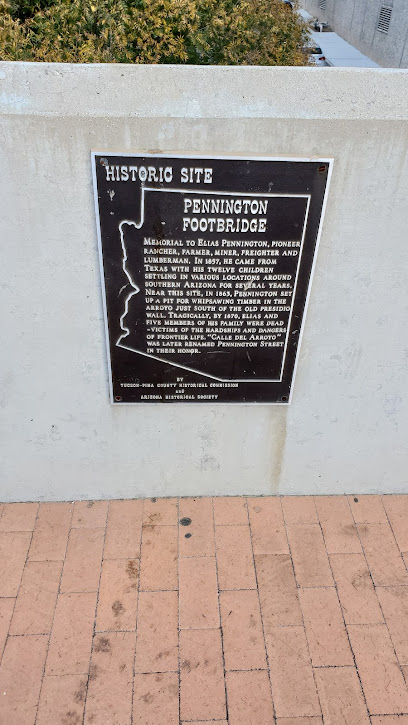 HISTORIC SITE
PENNINGTON
FOOTBRIDGE
MEMORIAL TO ELIAS PENNINGTON, PIONEER
RANCHER, FARMER, MINER, FREIGHTER AND
LUMBERMAN. IN 1857, HE CAME FROM
TEXAS WITH HIS TWELVE CHILDREN
SETTLING IN VARIOUS LOCATIONS AROUND
SOUTHERN ARIZONA FOR SEVERAL YEARS.
NEAR THIS SITE, IN 1863, PENNINGTON SET
UP A PIT FOR WHIPSAWING TIMBER IN THE
ARROYO JUST SOUTH OF THE OLD PRESIDIO
WALL. TRAGICALLY, BY 1870, ELIAS AND
FIVE MEMBERS OF HIS FAMILY WERE DEAD
-VICTIMS OF THE HARDSHIPS AND DANGERS
OF FRONTIER LIFE. "CALLE DEL ARROYO"
WAS LATER RENAMED PENNINGTON STREET
IN THEIR HONOR.
BY
TUCSON-PIMA COUNTY HISTORICAL COMMISSION
AND
ARIZONA HISTORICAL SOCIETY